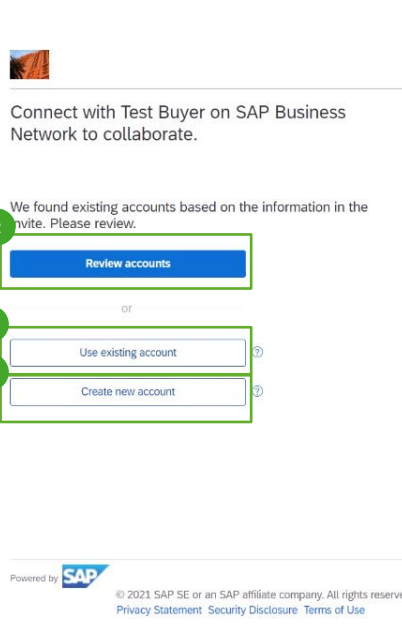 Connect with Test Buyer on SAP Business
Network to collaborate.
We found existing accounts based on the information in the
nvite. Please review.
Review accounts
or
Use existing account
?
Create new account
?
Powered by SAP
© 2021 SAP SE or an SAP affiliate company. All rights reserve
Privacy Statement Security Disclosure Terms of Use